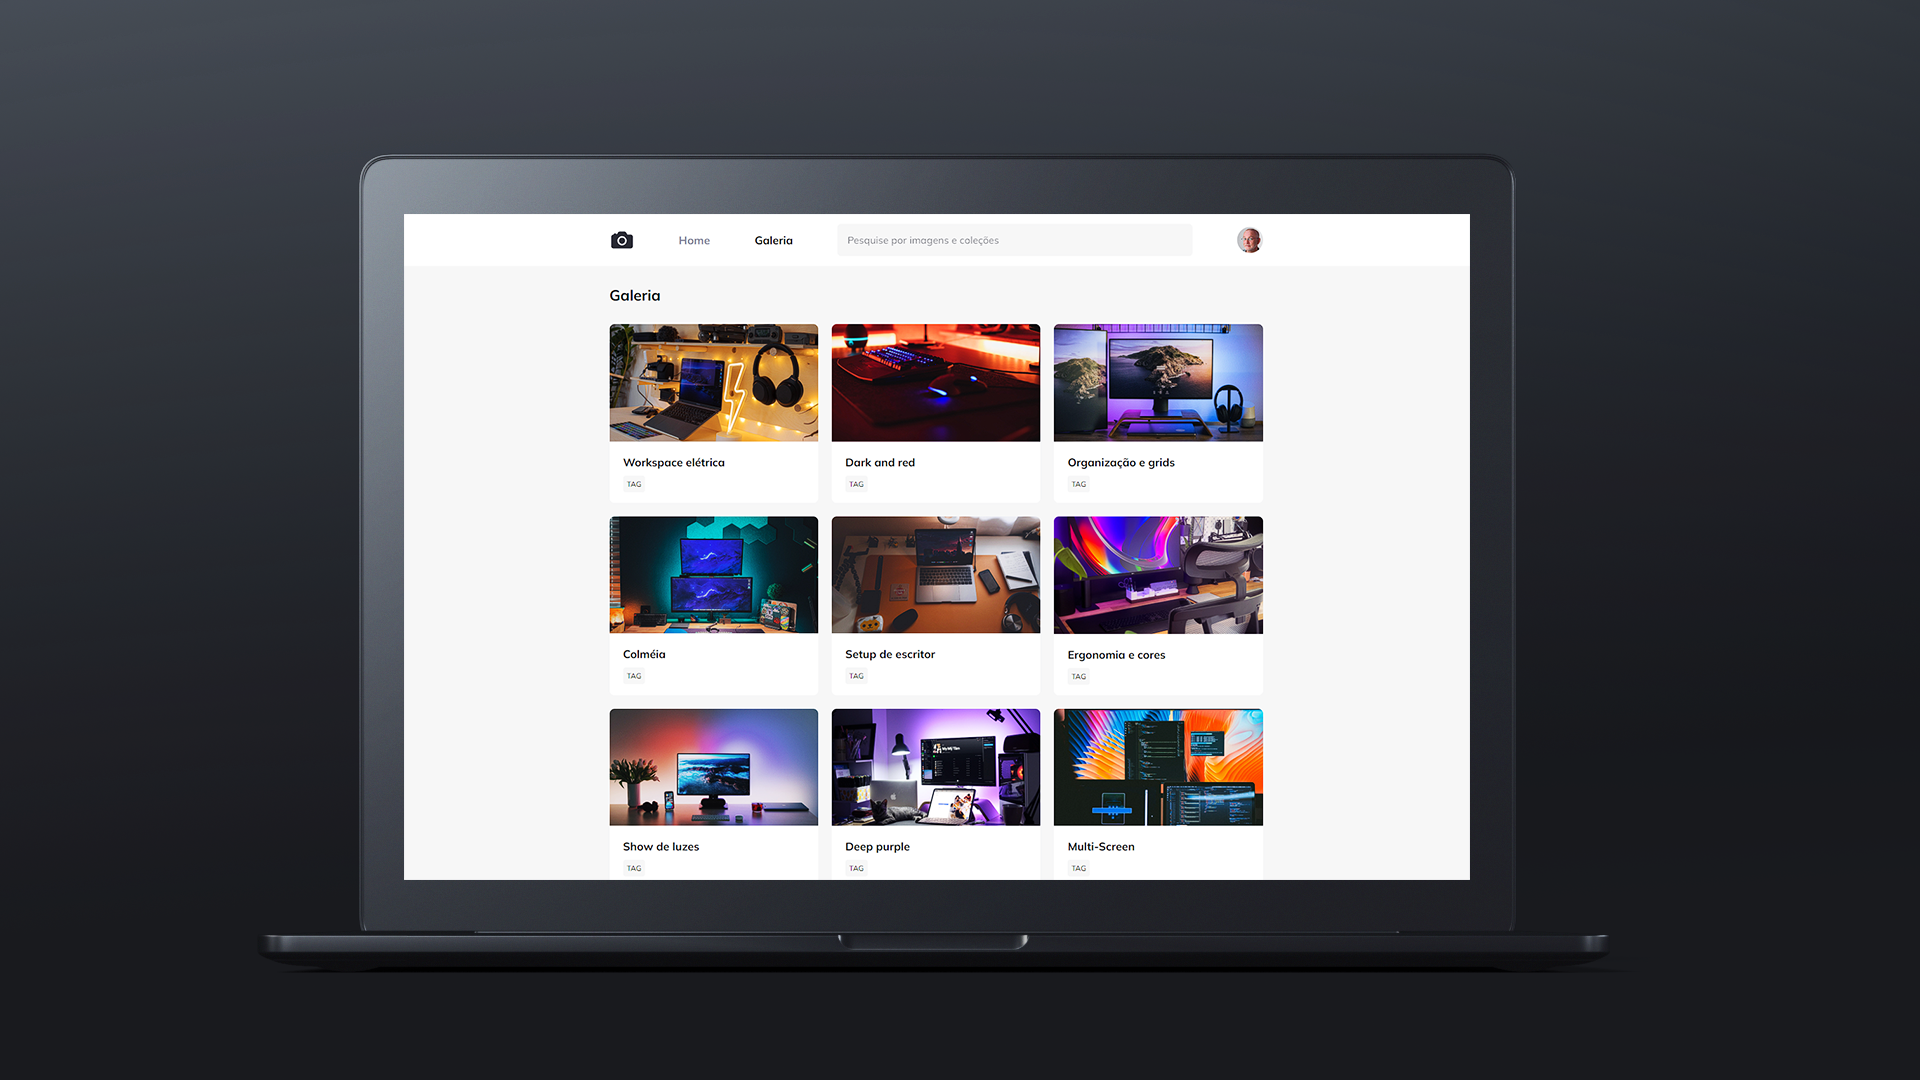 Home
Galeria
Pesquise por imagens e coleções
Galeria
Workspace elétrica
TAG
Dark and red
TAG
Organização e grids
TAG
Colméia
TAG
Setup de escritor
TAG
Ergonomia e cores
TAG
Show de luzes
TAG
Deep purple
TAG
Multi-Screen
TAG